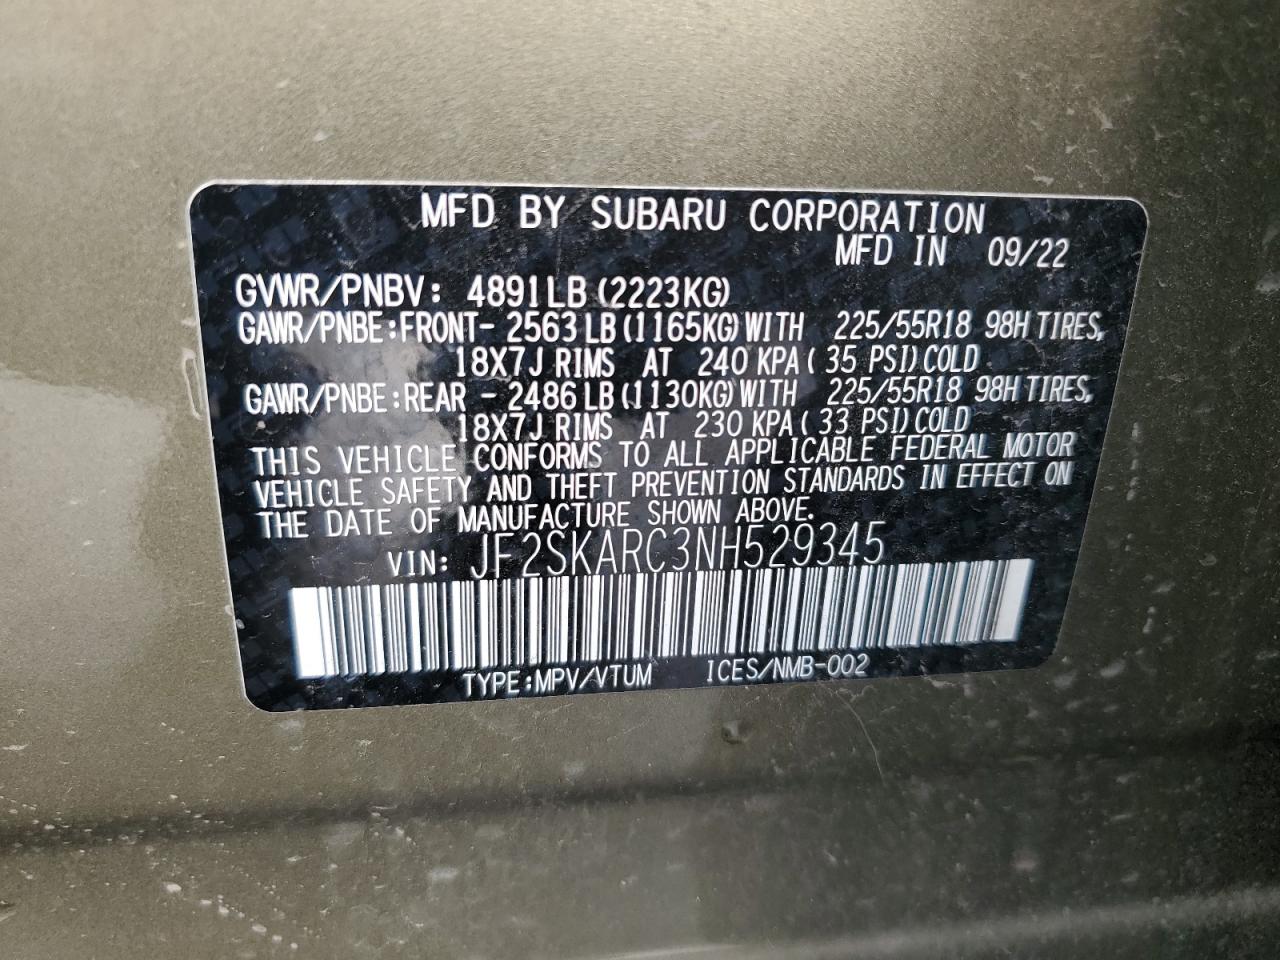 MFD BY SUBARU CORPORATION
MFD IN 09/22
GVWR/PNBV: 4891LB (2223KG)
GAWR/PNBE:FRONT- 2563 LB (1165KG) WITH 225/55R18 98H TIRES,
18X7J RIMS AT 240 KPA ( 35 PSI) COLD
GAWR/PNBE:REAR - 2486 LB (1130KG) WITH 225/55R18 98H TIRES,
18X7J RIMS AT 230 KPA ( 33 PSI) COLD
THIS VEHICLE CONFORMS TO ALL APPLICABLE FEDERAL MOTOR
VEHICLE SAFETY AND THEFT PREVENTION STANDARDS IN EFFECT ON
THE DATE OF MANUFACTURE SHOWN ABOVE.
VIN: JF2SKARC3NH529345
TYPE:MPV/VTUM ICES/NMB-002